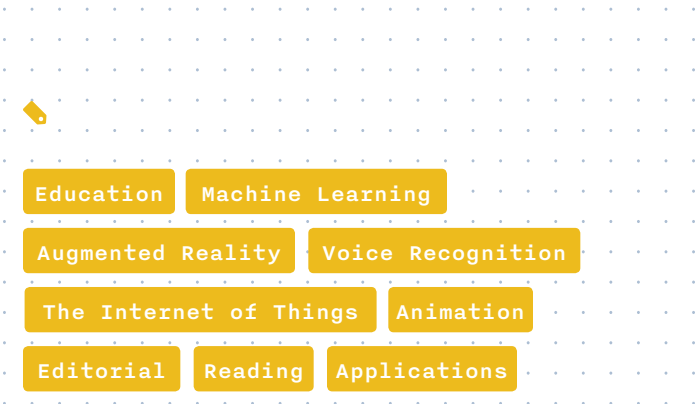 Education Machine Learning
Augmented Reality Voice Recognition
The Internet of Things Animation
Editorial Reading Applications